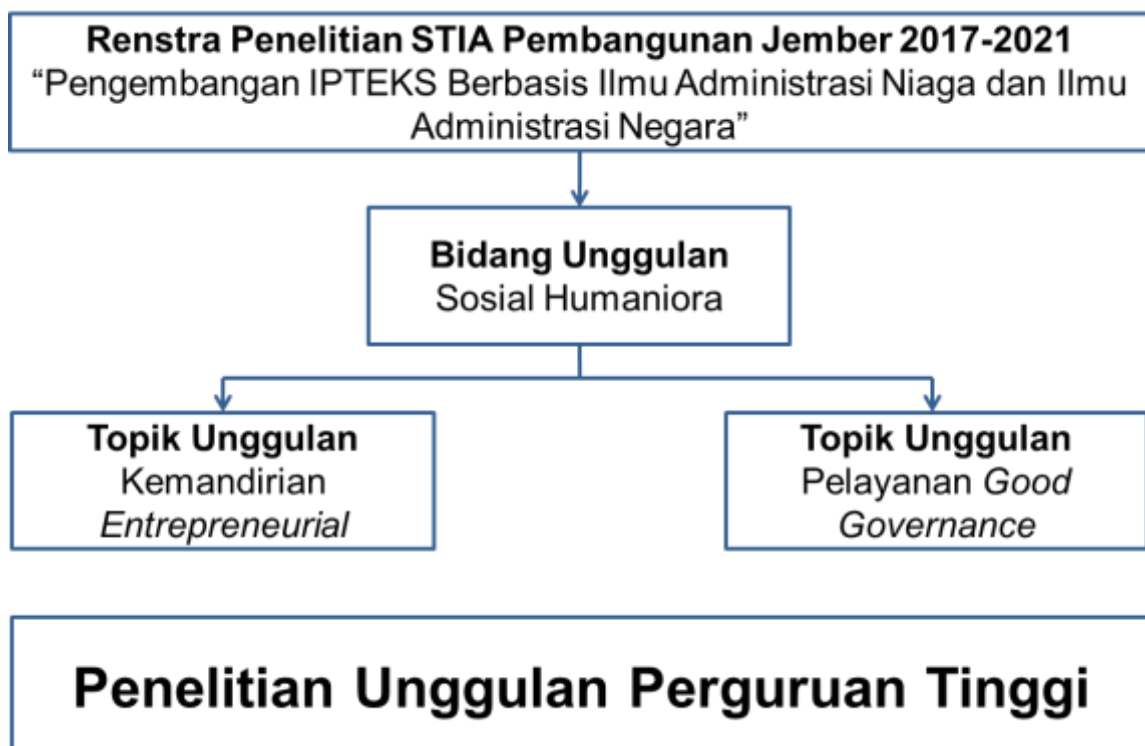 Renstra Penelitian STIA Pembangunan Jember 2017-2021
“Pengembangan IPTEKS Berbasis Ilmu Administrasi Niaga dan Ilmu
Administrasi Negara”
Bidang Unggulan
Sosial Humaniora
Topik Unggulan
Kemandirian
Entrepreneurial
Topik Unggulan
Pelayanan Good
Governance
Penelitian Unggulan Perguruan Tinggi